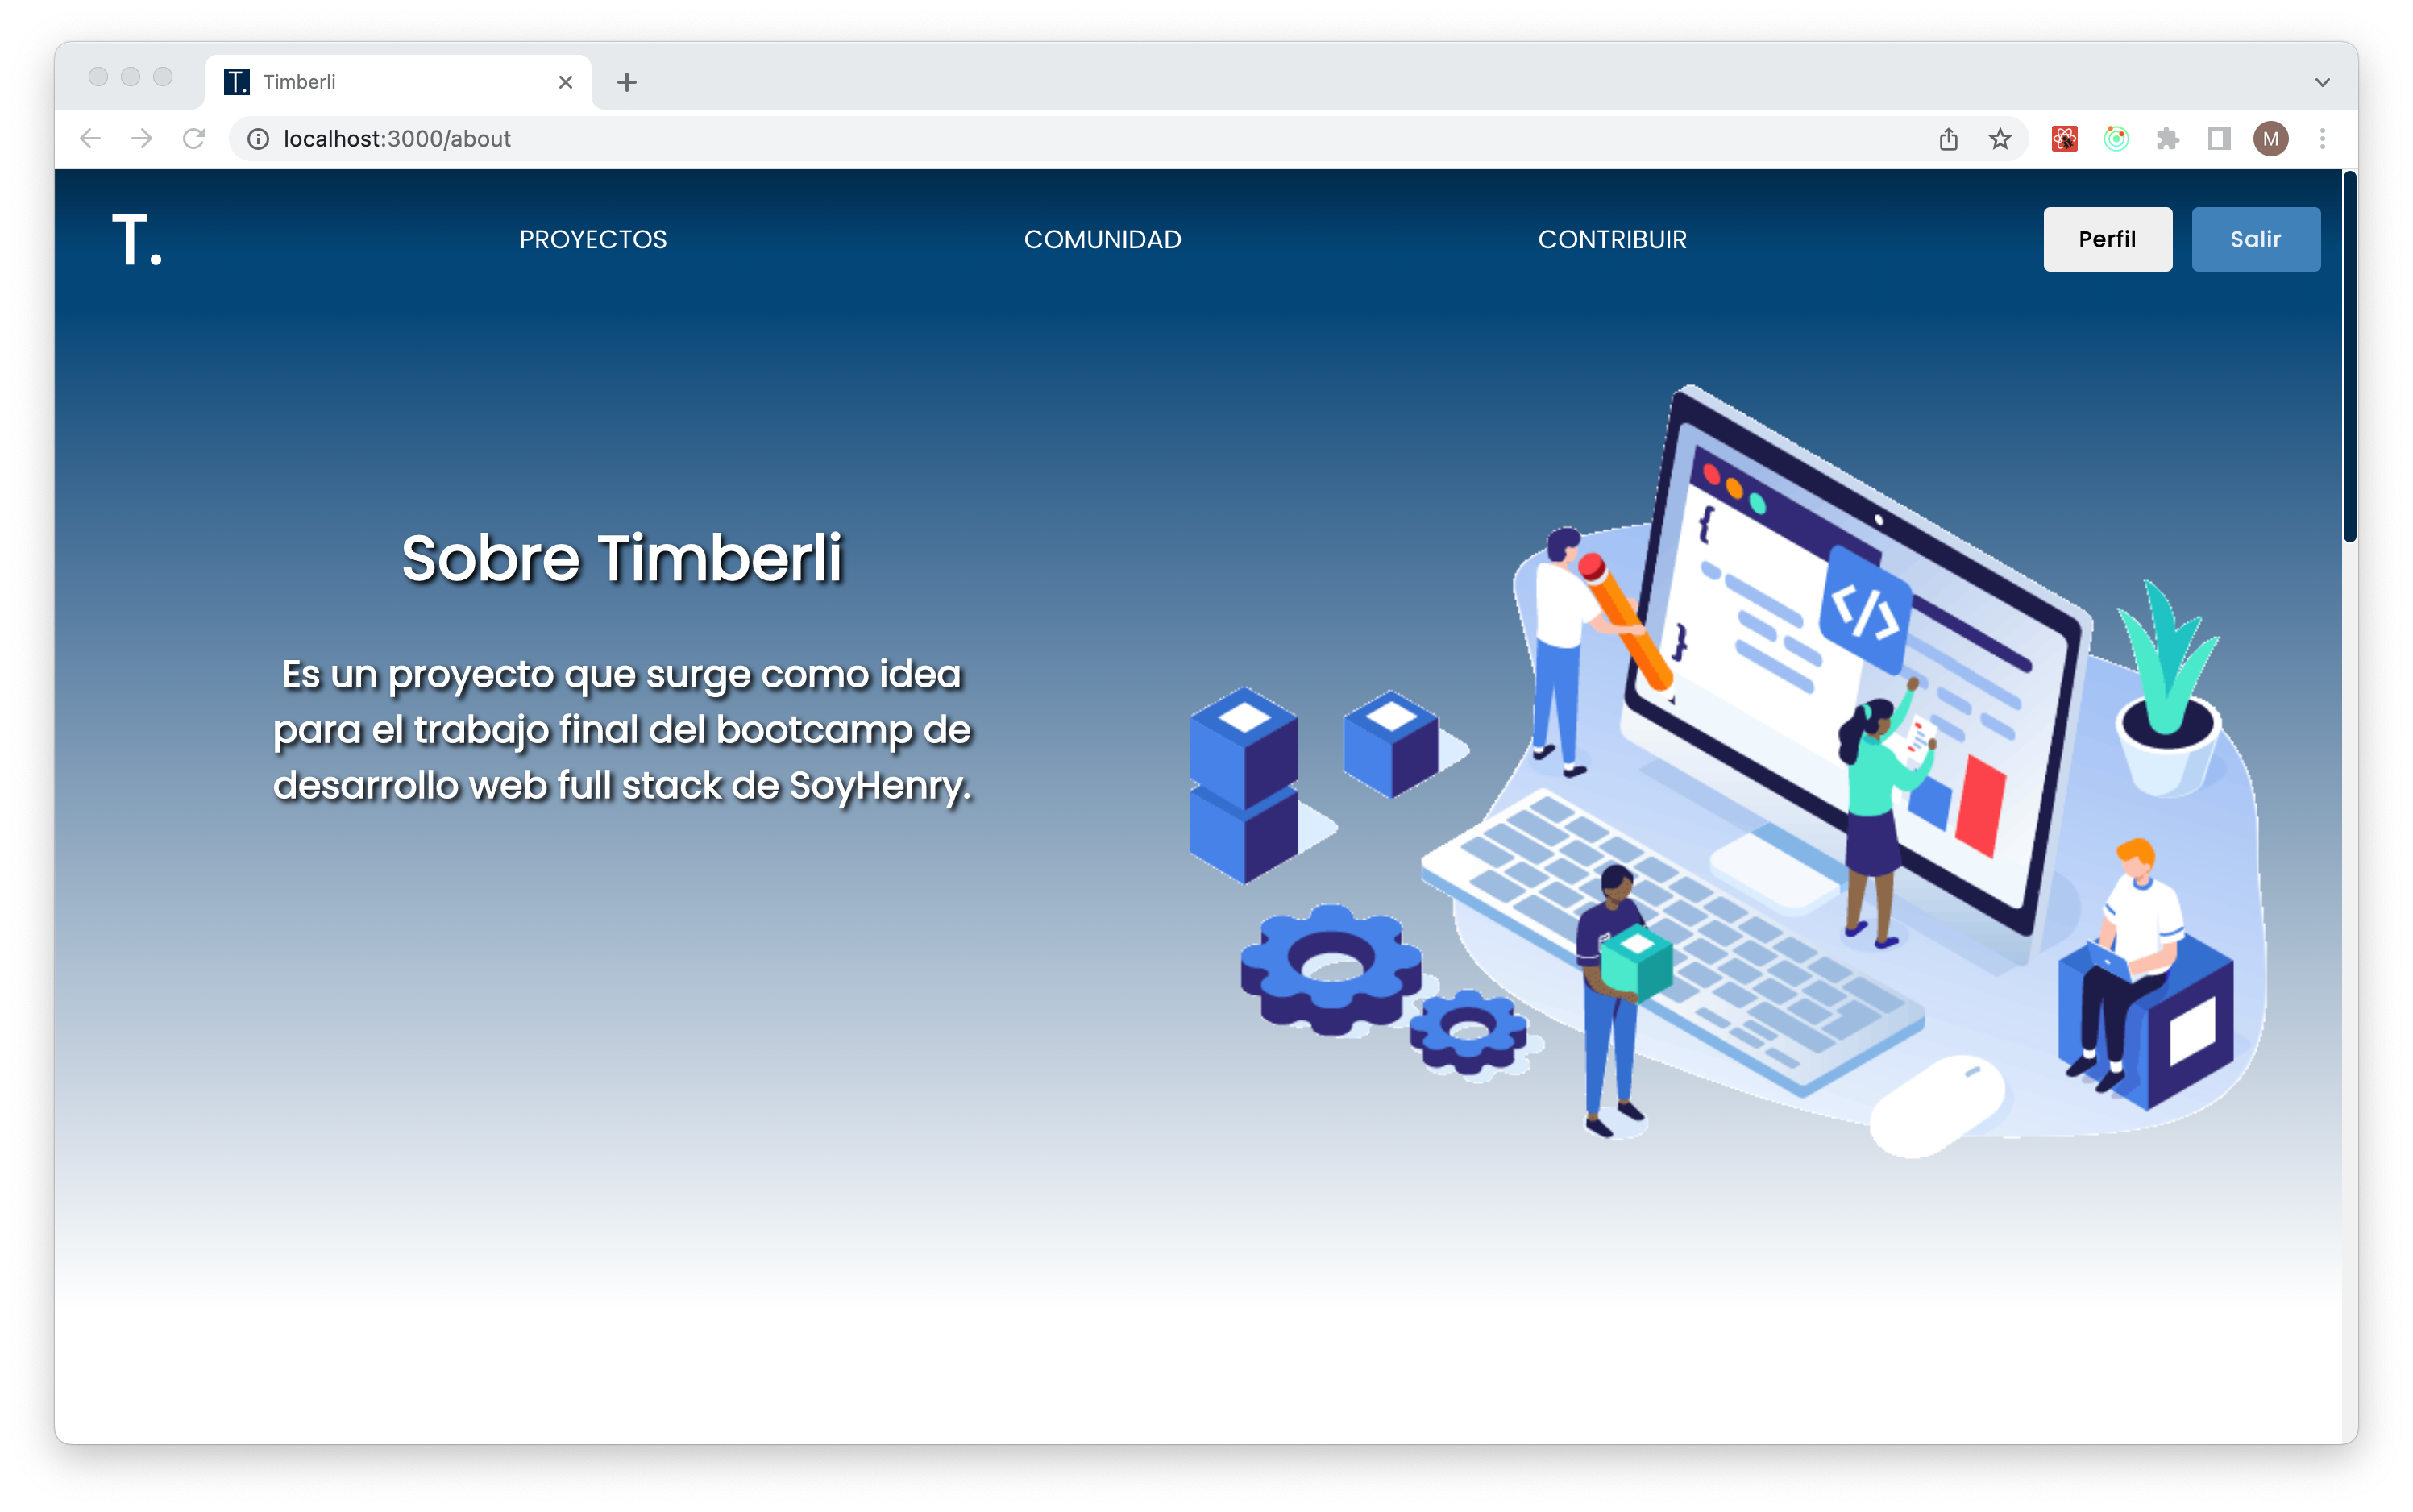 T. Timberli
localhost:3000/about
M
T.
PROYECTOS
COMUNIDAD
CONTRIBUIR
Perfil
Salir
Sobre Timberli
Es un proyecto que surge como idea
para el trabajo final del bootcamp de
desarrollo web full stack de SoyHenry.
{
}
</>